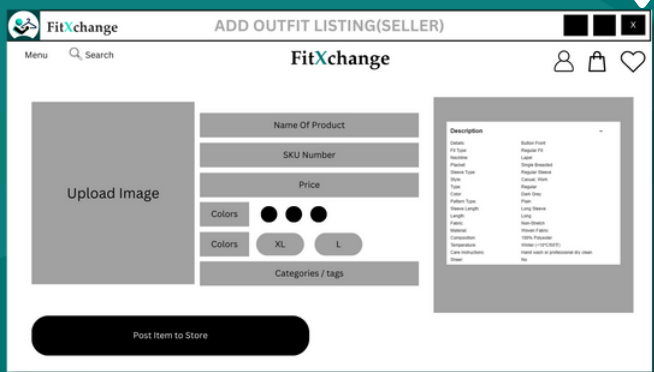 FitXchange
ADD OUTFIT LISTING(SELLER)
X
Menu
Search
FitXchange
Upload Image
Name Of Product
SKU Number
Price
Colors
Colors XL L
Categories / tags
Post Item to Store
Description -
Details: Button Front
Fit Type: Regular Fit
Neckline: Lapel
Placket: Single Breasted
Sleeve Type: Regular Sleeve
Style: Casual, Work
Type: Regular
Color: Dark Grey
Pattern Type: Plain
Sleeve Length: Long Sleeve
Length: Long
Fabric: Non-Stretch
Material: Woven Fabric
Composition: 100% Polyester
Temperature: Winter (<10°C/50°F)
Care Instructions: Hand wash or professional dry clean
Sheer: No